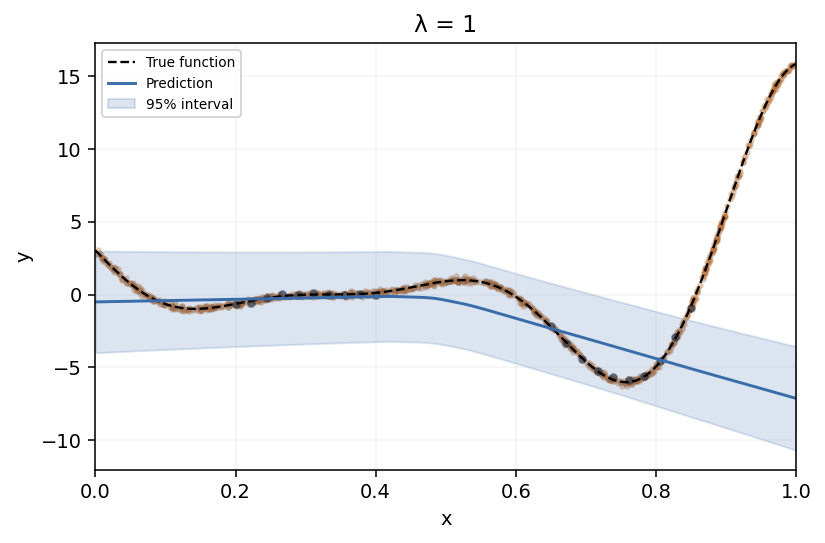 λ = 1
True function
Prediction
95% interval
15
10
5
0
−5
−10
y
0.0 0.2 0.4 0.6 0.8 1.0
x